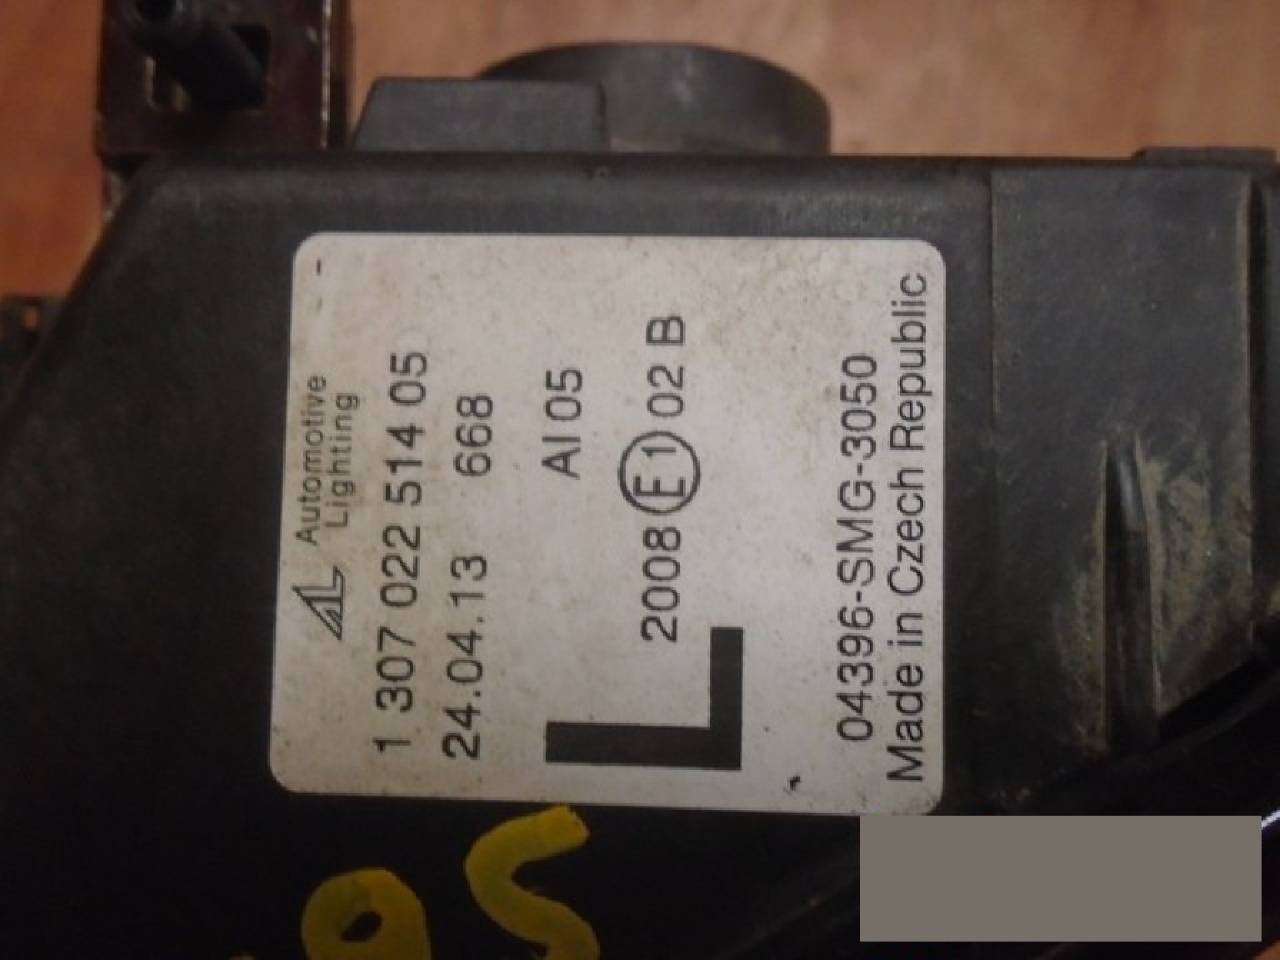 Automotive
Lighting
1 307 022 514 05
24.04.13 668
AI 05
L
2008 E1 02 B
04396-SMG-3050
Made in Czech Republic